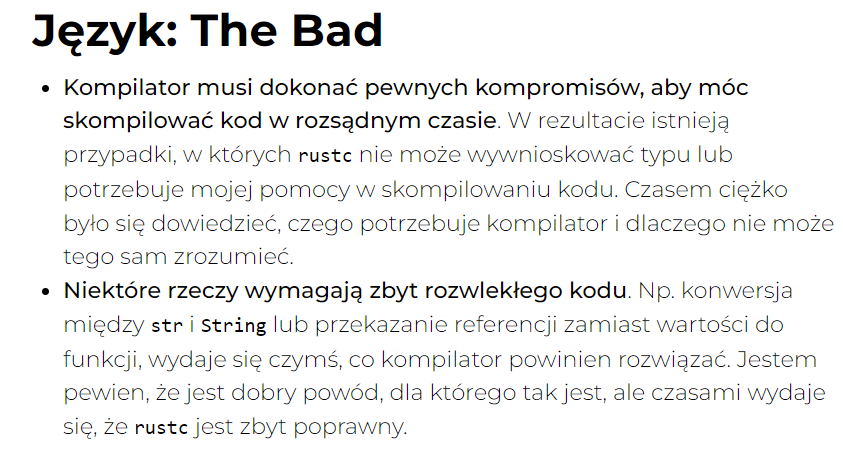 Język: The Bad
• Kompilator musi dokonać pewnych kompromisów, aby móc
skompilować kod w rozsądnym czasie. W rezultacie istnieją
przypadki, w których rustc nie może wywnioskować typu lub
potrzebuje mojej pomocy w skompilowaniu kodu. Czasem ciężko
było się dowiedzieć, czego potrzebuje kompilator i dlaczego nie może
tego sam zrozumieć.
• Niektóre rzeczy wymagają zbyt rozwlekłego kodu. Np. konwersja
między str i String lub przekazanie referencji zamiast wartości do
funkcji, wydaje się czymś, co kompilator powinien rozwiązać. Jestem
pewien, że jest dobry powód, dla którego tak jest, ale czasami wydaje
się, że rustc jest zbyt poprawny.